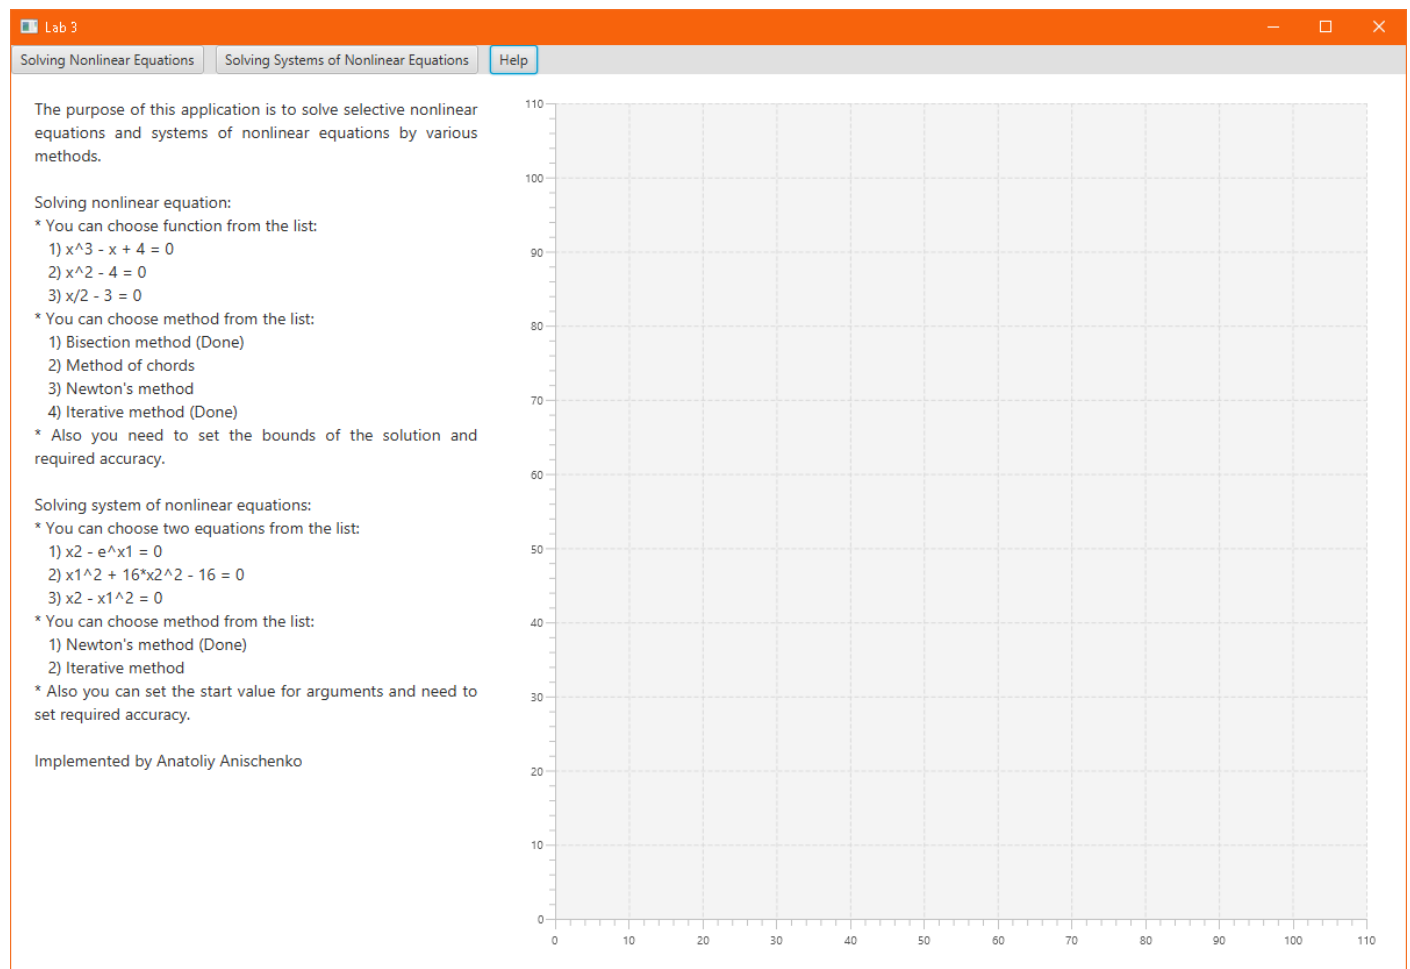 Lab 3
Solving Nonlinear Equations Solving Systems of Nonlinear Equations Help
The purpose of this application is to solve selective nonlinear
equations and systems of nonlinear equations by various
methods.
Solving nonlinear equation:
* You can choose function from the list:
1) x^3 - x + 4 = 0
2) x^2 - 4 = 0
3) x/2 - 3 = 0
* You can choose method from the list:
1) Bisection method (Done)
2) Method of chords
3) Newton's method
4) Iterative method (Done)
* Also you need to set the bounds of the solution and
required accuracy.
Solving system of nonlinear equations:
* You can choose two equations from the list:
1) x2 - e^x1 = 0
2) x1^2 + 16*x2^2 - 16 = 0
3) x2 - x1^2 = 0
* You can choose method from the list:
1) Newton's method (Done)
2) Iterative method
* Also you can set the start value for arguments and need to
set required accuracy.
Implemented by Anatoliy Anischenko
110
100
90
80
70
60
50
40
30
20
10
0
0 10 20 30 40 50 60 70 80 90 100 110